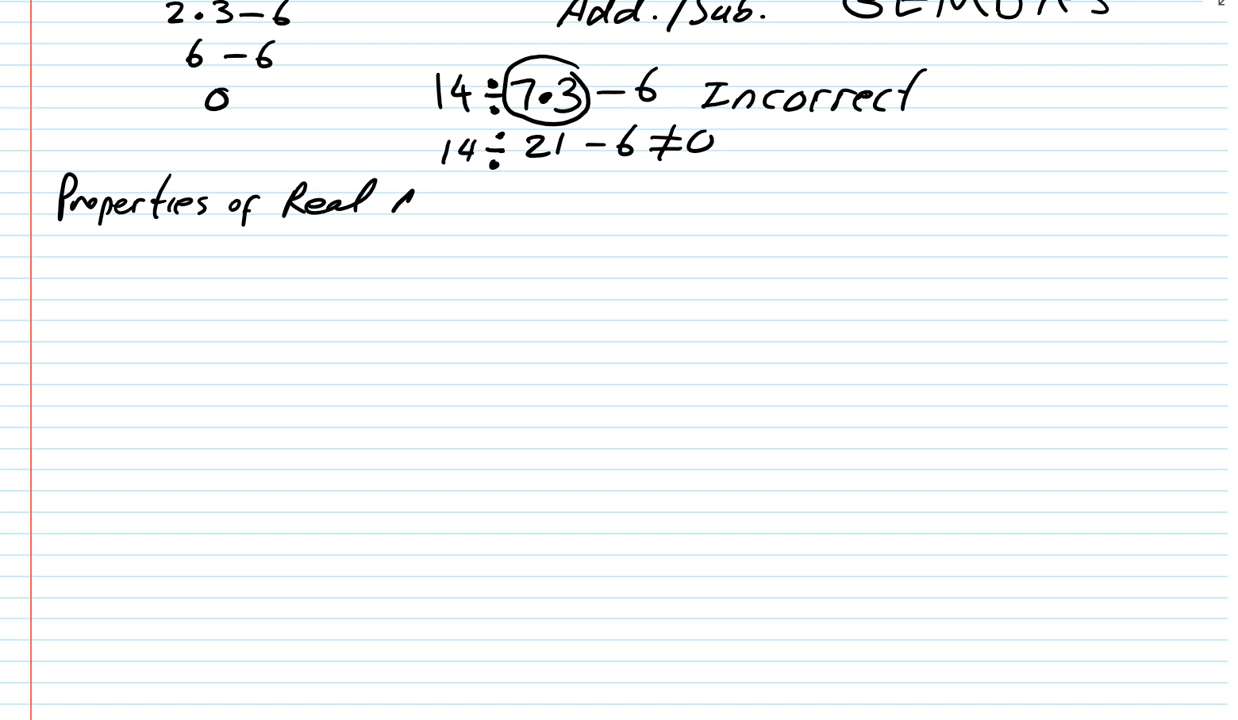 2·3-6 Add./Sub. GEMDAS
6 - 6
0 14 ÷ 7·3 - 6 Incorrect
14 ÷ 21 - 6 ≠ 0
Properties of Real